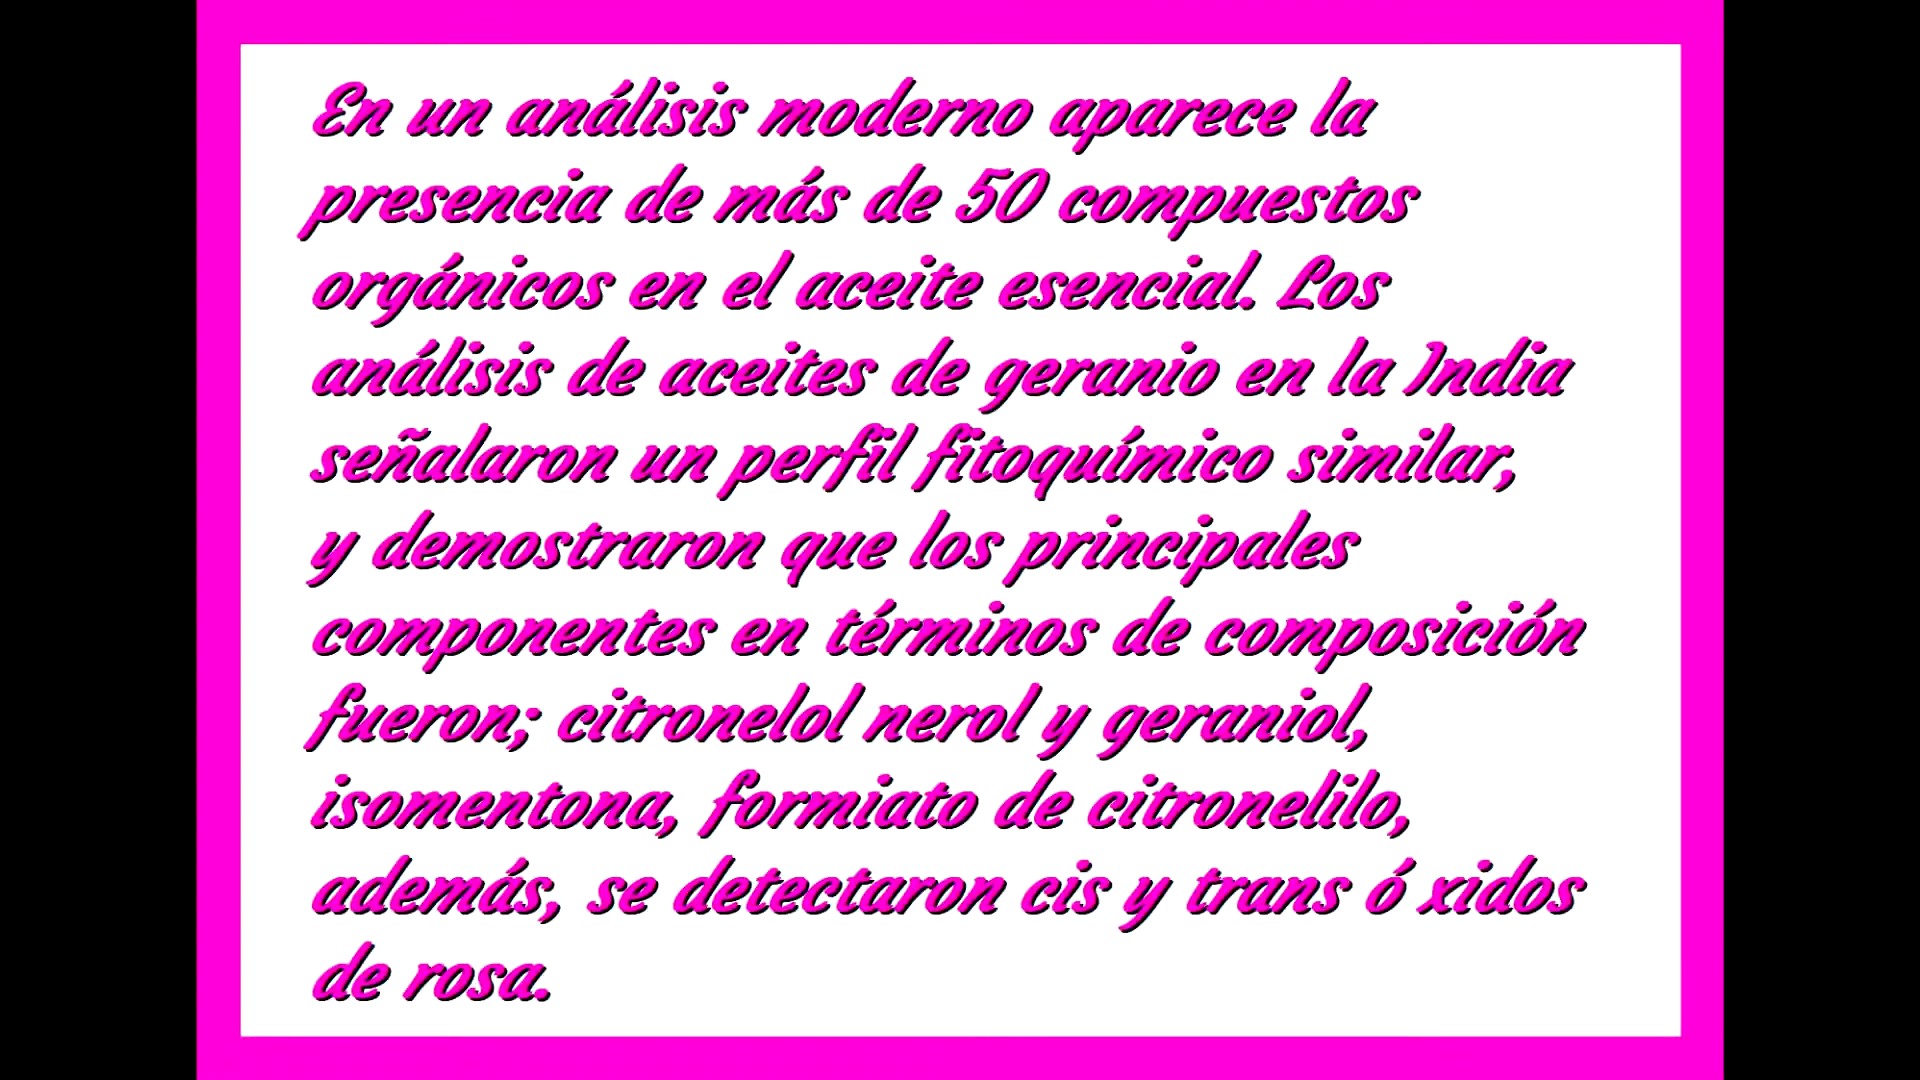 En un análisis moderno aparece la
presencia de más de 50 compuestos
orgánicos en el aceite esencial. Los
análisis de aceites de geranio en la India
señalaron un perfil fitoquímico similar,
y demostraron que los principales
componentes en términos de composición
fueron; citronelol nerol y geraniol,
isomentona, formiato de citronelilo,
además, se detectaron cis y trans ó xidos
de rosa.